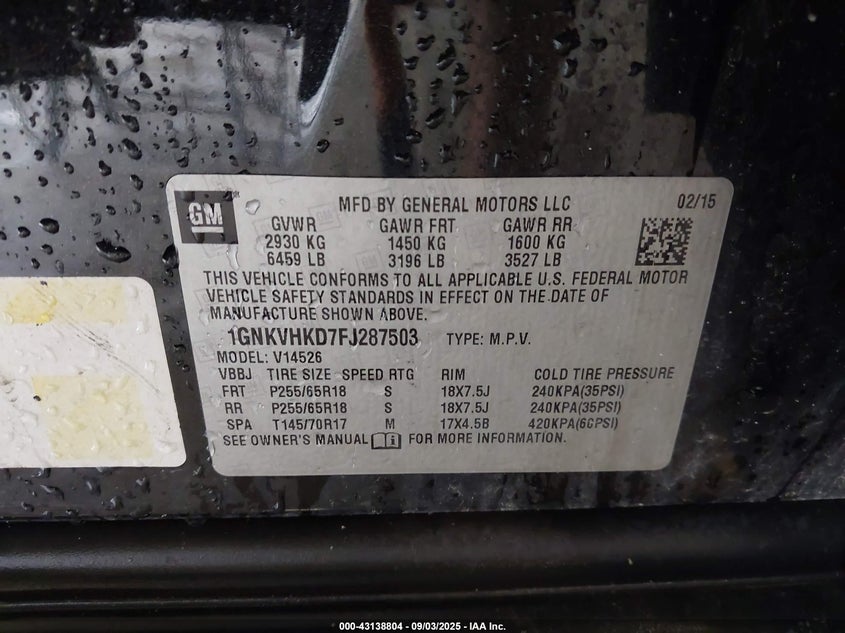 GM
MFD BY GENERAL MOTORS LLC 02/15
GVWR GAWR FRT GAWR RR
2930 KG 1450 KG 1600 KG
6459 LB 3196 LB 3527 LB
THIS VEHICLE CONFORMS TO ALL APPLICABLE U.S. FEDERAL MOTOR
VEHICLE SAFETY STANDARDS IN EFFECT ON THE DATE OF
MANUFACTURE SHOWN ABOVE.
1GNKVHKD7FJ287503 TYPE: M.P.V.
MODEL: V14526
VBBJ TIRE SIZE SPEED RTG RIM COLD TIRE PRESSURE
FRT P255/65R18 S 18X7.5J 240KPA(35PSI)
RR P255/65R18 S 18X7.5J 240KPA(35PSI)
SPA T145/70R17 M 17X4.5B 420KPA(60PSI)
SEE OWNER'S MANUAL FOR MORE INFORMATION.
000-43138804 - 09/03/2025 - IAA Inc.